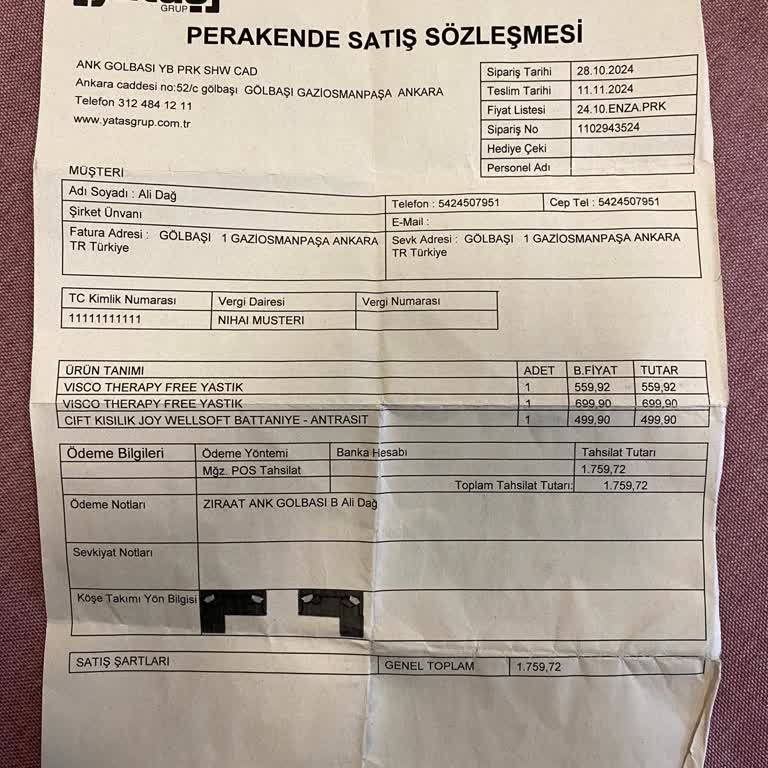 GRUP
PERAKENDE SATIŞ SÖZLEŞMESİ
ANK GOLBASI YB PRK SHW CAD
Ankara caddesi no:52/c gölbaşı GÖLBAŞI GAZİOSMANPAŞA ANKARA
Telefon 312 484 12 11
www.yatasgrup.com.tr
Sipariş Tarihi 28.10.2024
Teslim Tarihi 11.11.2024
Fiyat Listesi 24.10.ENZA.PRK
Sipariş No 1102943524
Hediye Çeki
Personel Adı
MÜŞTERİ
Adı Soyadı : Ali Dağ
Telefon : 5424507951 Cep Tel : 5424507951
Şirket Ünvanı
E-Mail :
Fatura Adresi : GÖLBAŞI 1 GAZİOSMANPAŞA ANKARA
TR Türkiye
Sevk Adresi : GÖLBAŞI 1 GAZİOSMANPAŞA ANKARA
TR Türkiye
TC Kimlik Numarası Vergi Dairesi Vergi Numarası
11111111111 NIHAI MUSTERI
ÜRÜN TANIMI ADET B.FİYAT TUTAR
VISCO THERAPY FREE YASTIK 1 559,92 559,92
VISCO THERAPY FREE YASTIK 1 699,90 699,90
CIFT KISILIK JOY WELLSOFT BATTANIYE - ANTRASIT 1 499,90 499,90
Ödeme Bilgileri Ödeme Yöntemi Banka Hesabı Tahsilat Tutarı
Mğz. POS Tahsilat 1.759,72
Toplam Tahsilat Tutarı: 1.759,72
Ödeme Notları ZIRAAT ANK GOLBASI B Ali Dağ
Sevkiyat Notları
Köşe Takımı Yön Bilgisi
SATIŞ ŞARTLARI GENEL TOPLAM 1.759,72